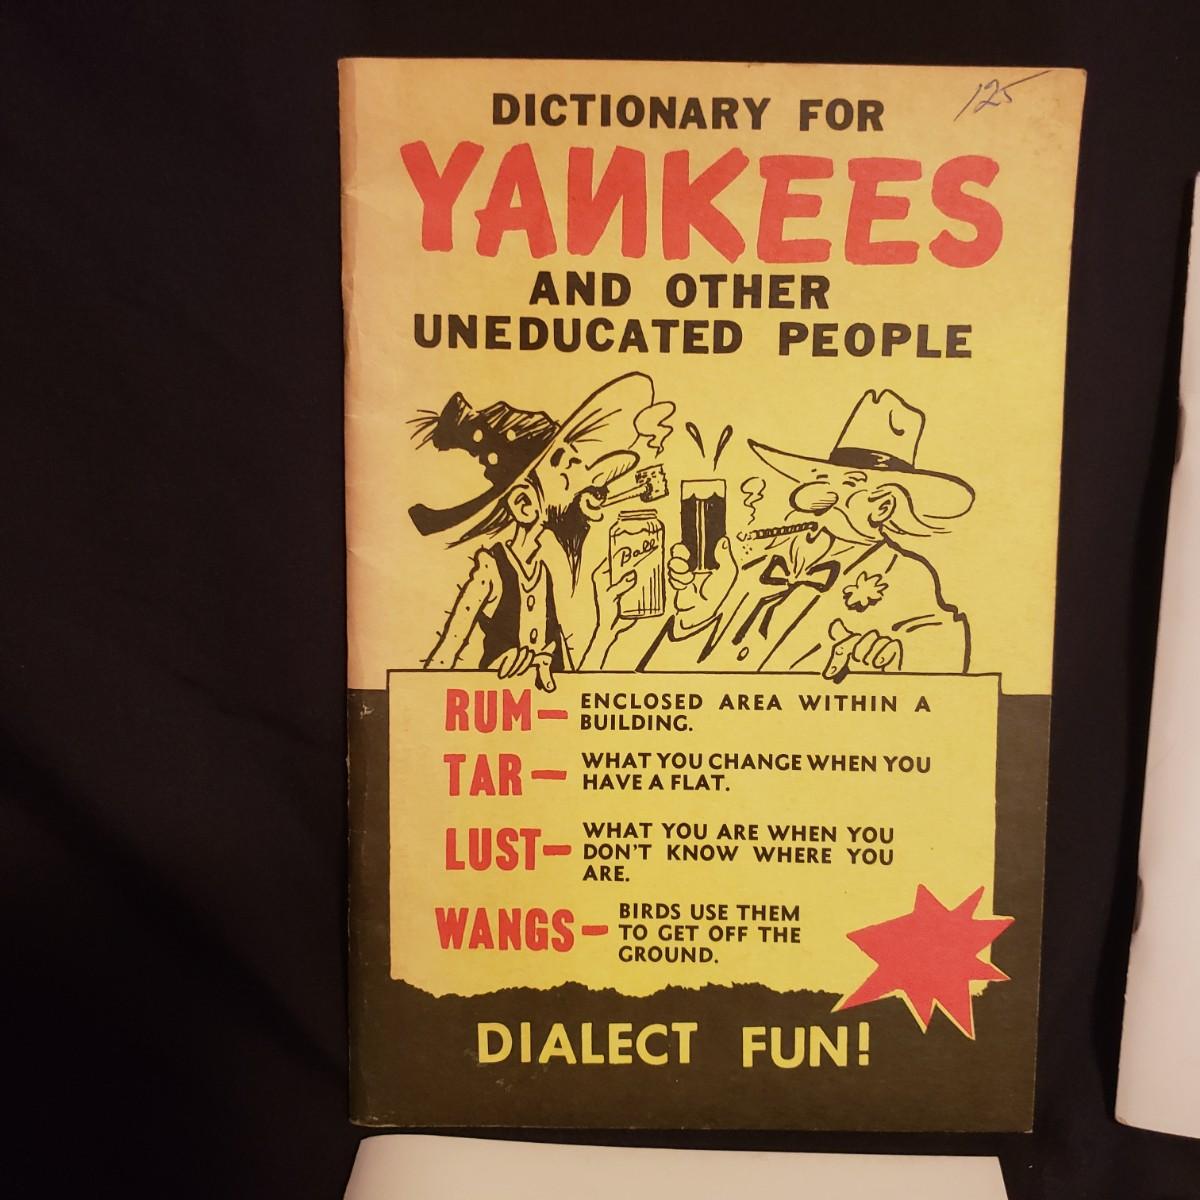 125
DICTIONARY FOR
YANKEES
AND OTHER
UNEDUCATED PEOPLE
Ball
RUM— ENCLOSED AREA WITHIN A
BUILDING.
TAR— WHAT YOU CHANGE WHEN YOU
HAVE A FLAT.
LUST— WHAT YOU ARE WHEN YOU
DON'T KNOW WHERE YOU
ARE.
WANGS— BIRDS USE THEM
TO GET OFF THE
GROUND.
DIALECT FUN!